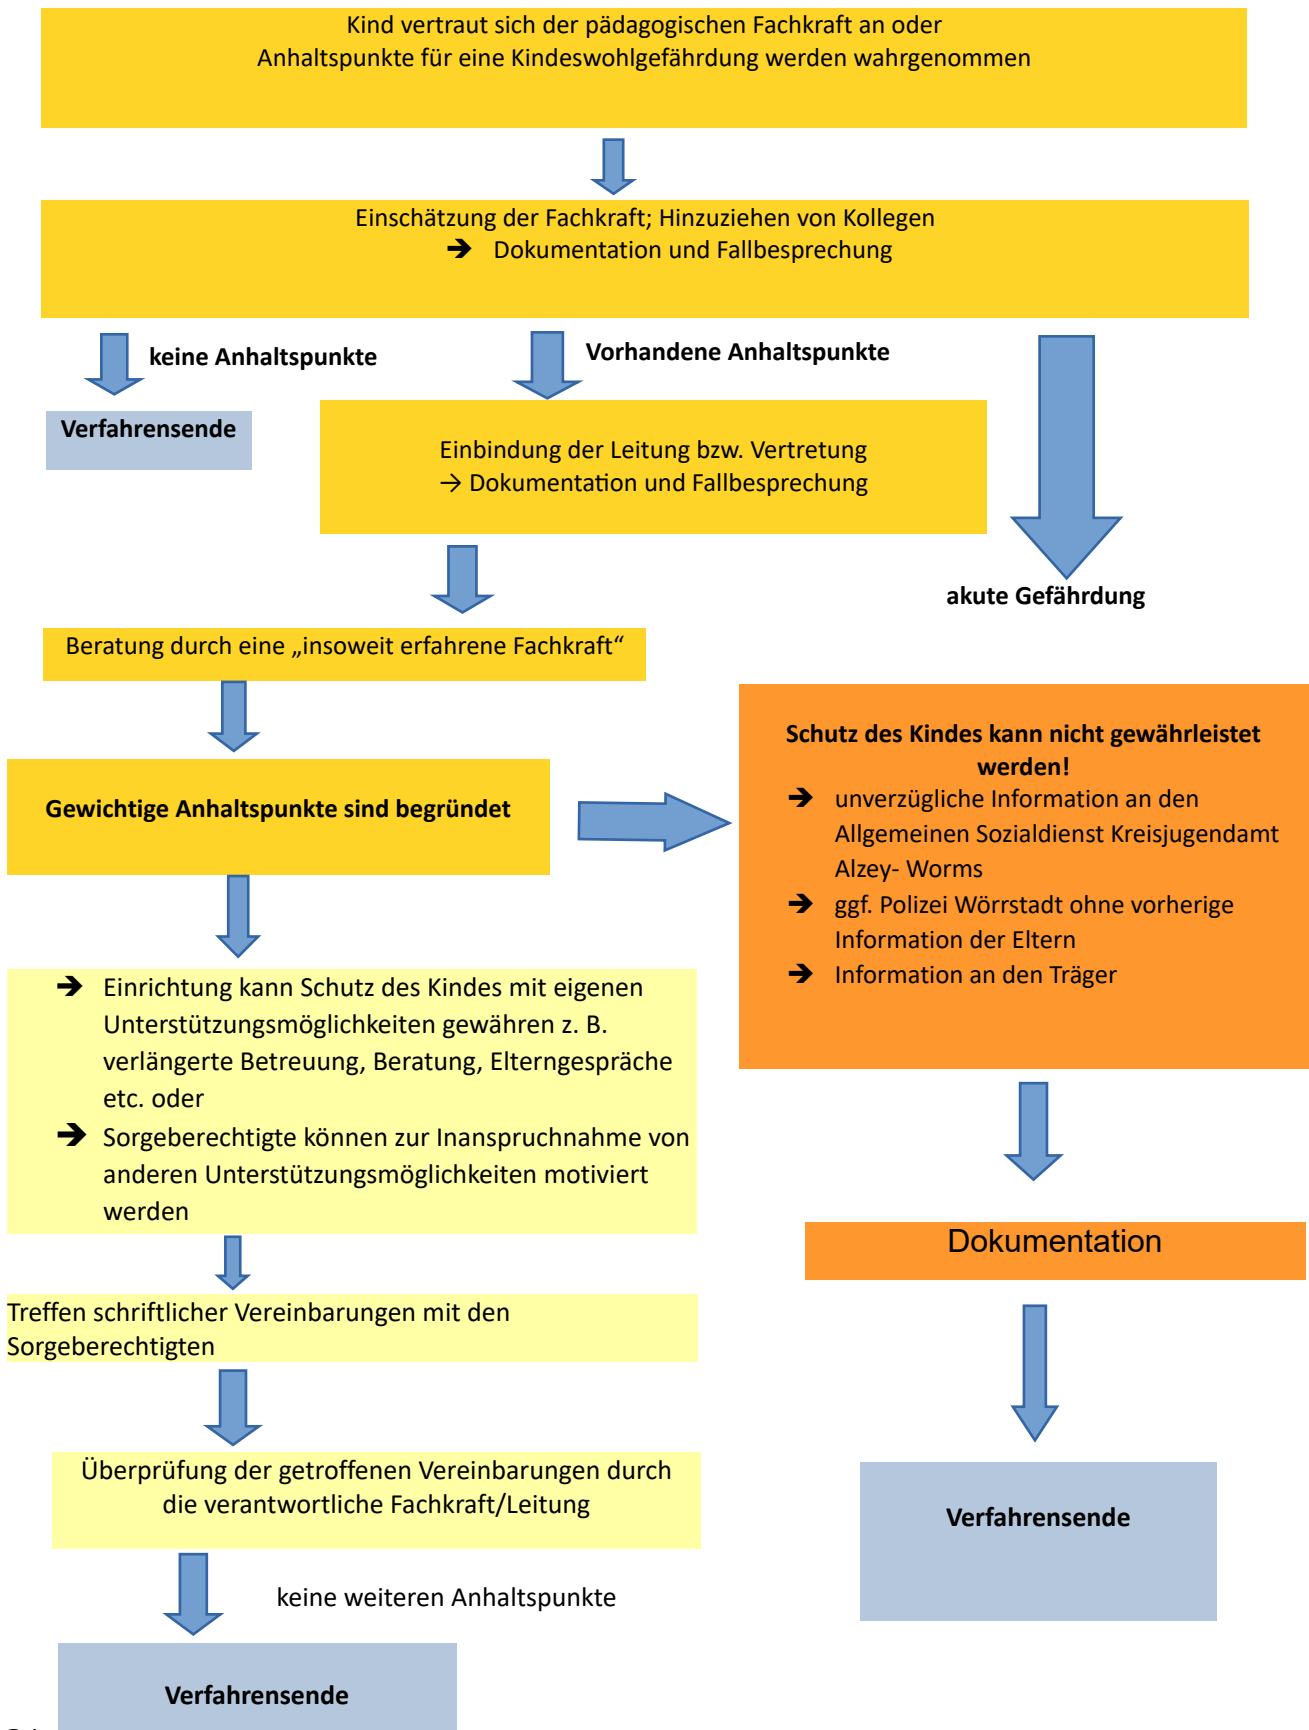 Kind vertraut sich der pädagogischen Fachkraft an oder
Anhaltspunkte für eine Kindeswohlgefährdung werden wahrgenommen
Einschätzung der Fachkraft; Hinzuziehen von Kollegen
➔ Dokumentation und Fallbesprechung
keine Anhaltspunkte
Vorhandene Anhaltspunkte
Verfahrensende
Einbindung der Leitung bzw. Vertretung
→ Dokumentation und Fallbesprechung
akute Gefährdung
Beratung durch eine „insoweit erfahrene Fachkraft“
Gewichtige Anhaltspunkte sind begründet
Schutz des Kindes kann nicht gewährleistet
werden!
➔ unverzügliche Information an den
Allgemeinen Sozialdienst Kreisjugendamt
Alzey- Worms
➔ ggf. Polizei Wörrstadt ohne vorherige
Information der Eltern
➔ Information an den Träger
➔ Einrichtung kann Schutz des Kindes mit eigenen
Unterstützungsmöglichkeiten gewähren z. B.
verlängerte Betreuung, Beratung, Elterngespräche
etc. oder
➔ Sorgeberechtigte können zur Inanspruchnahme von
anderen Unterstützungsmöglichkeiten motiviert
werden
Dokumentation
Treffen schriftlicher Vereinbarungen mit den
Sorgeberechtigten
Überprüfung der getroffenen Vereinbarungen durch
die verantwortliche Fachkraft/Leitung
Verfahrensende
keine weiteren Anhaltspunkte
Verfahrensende